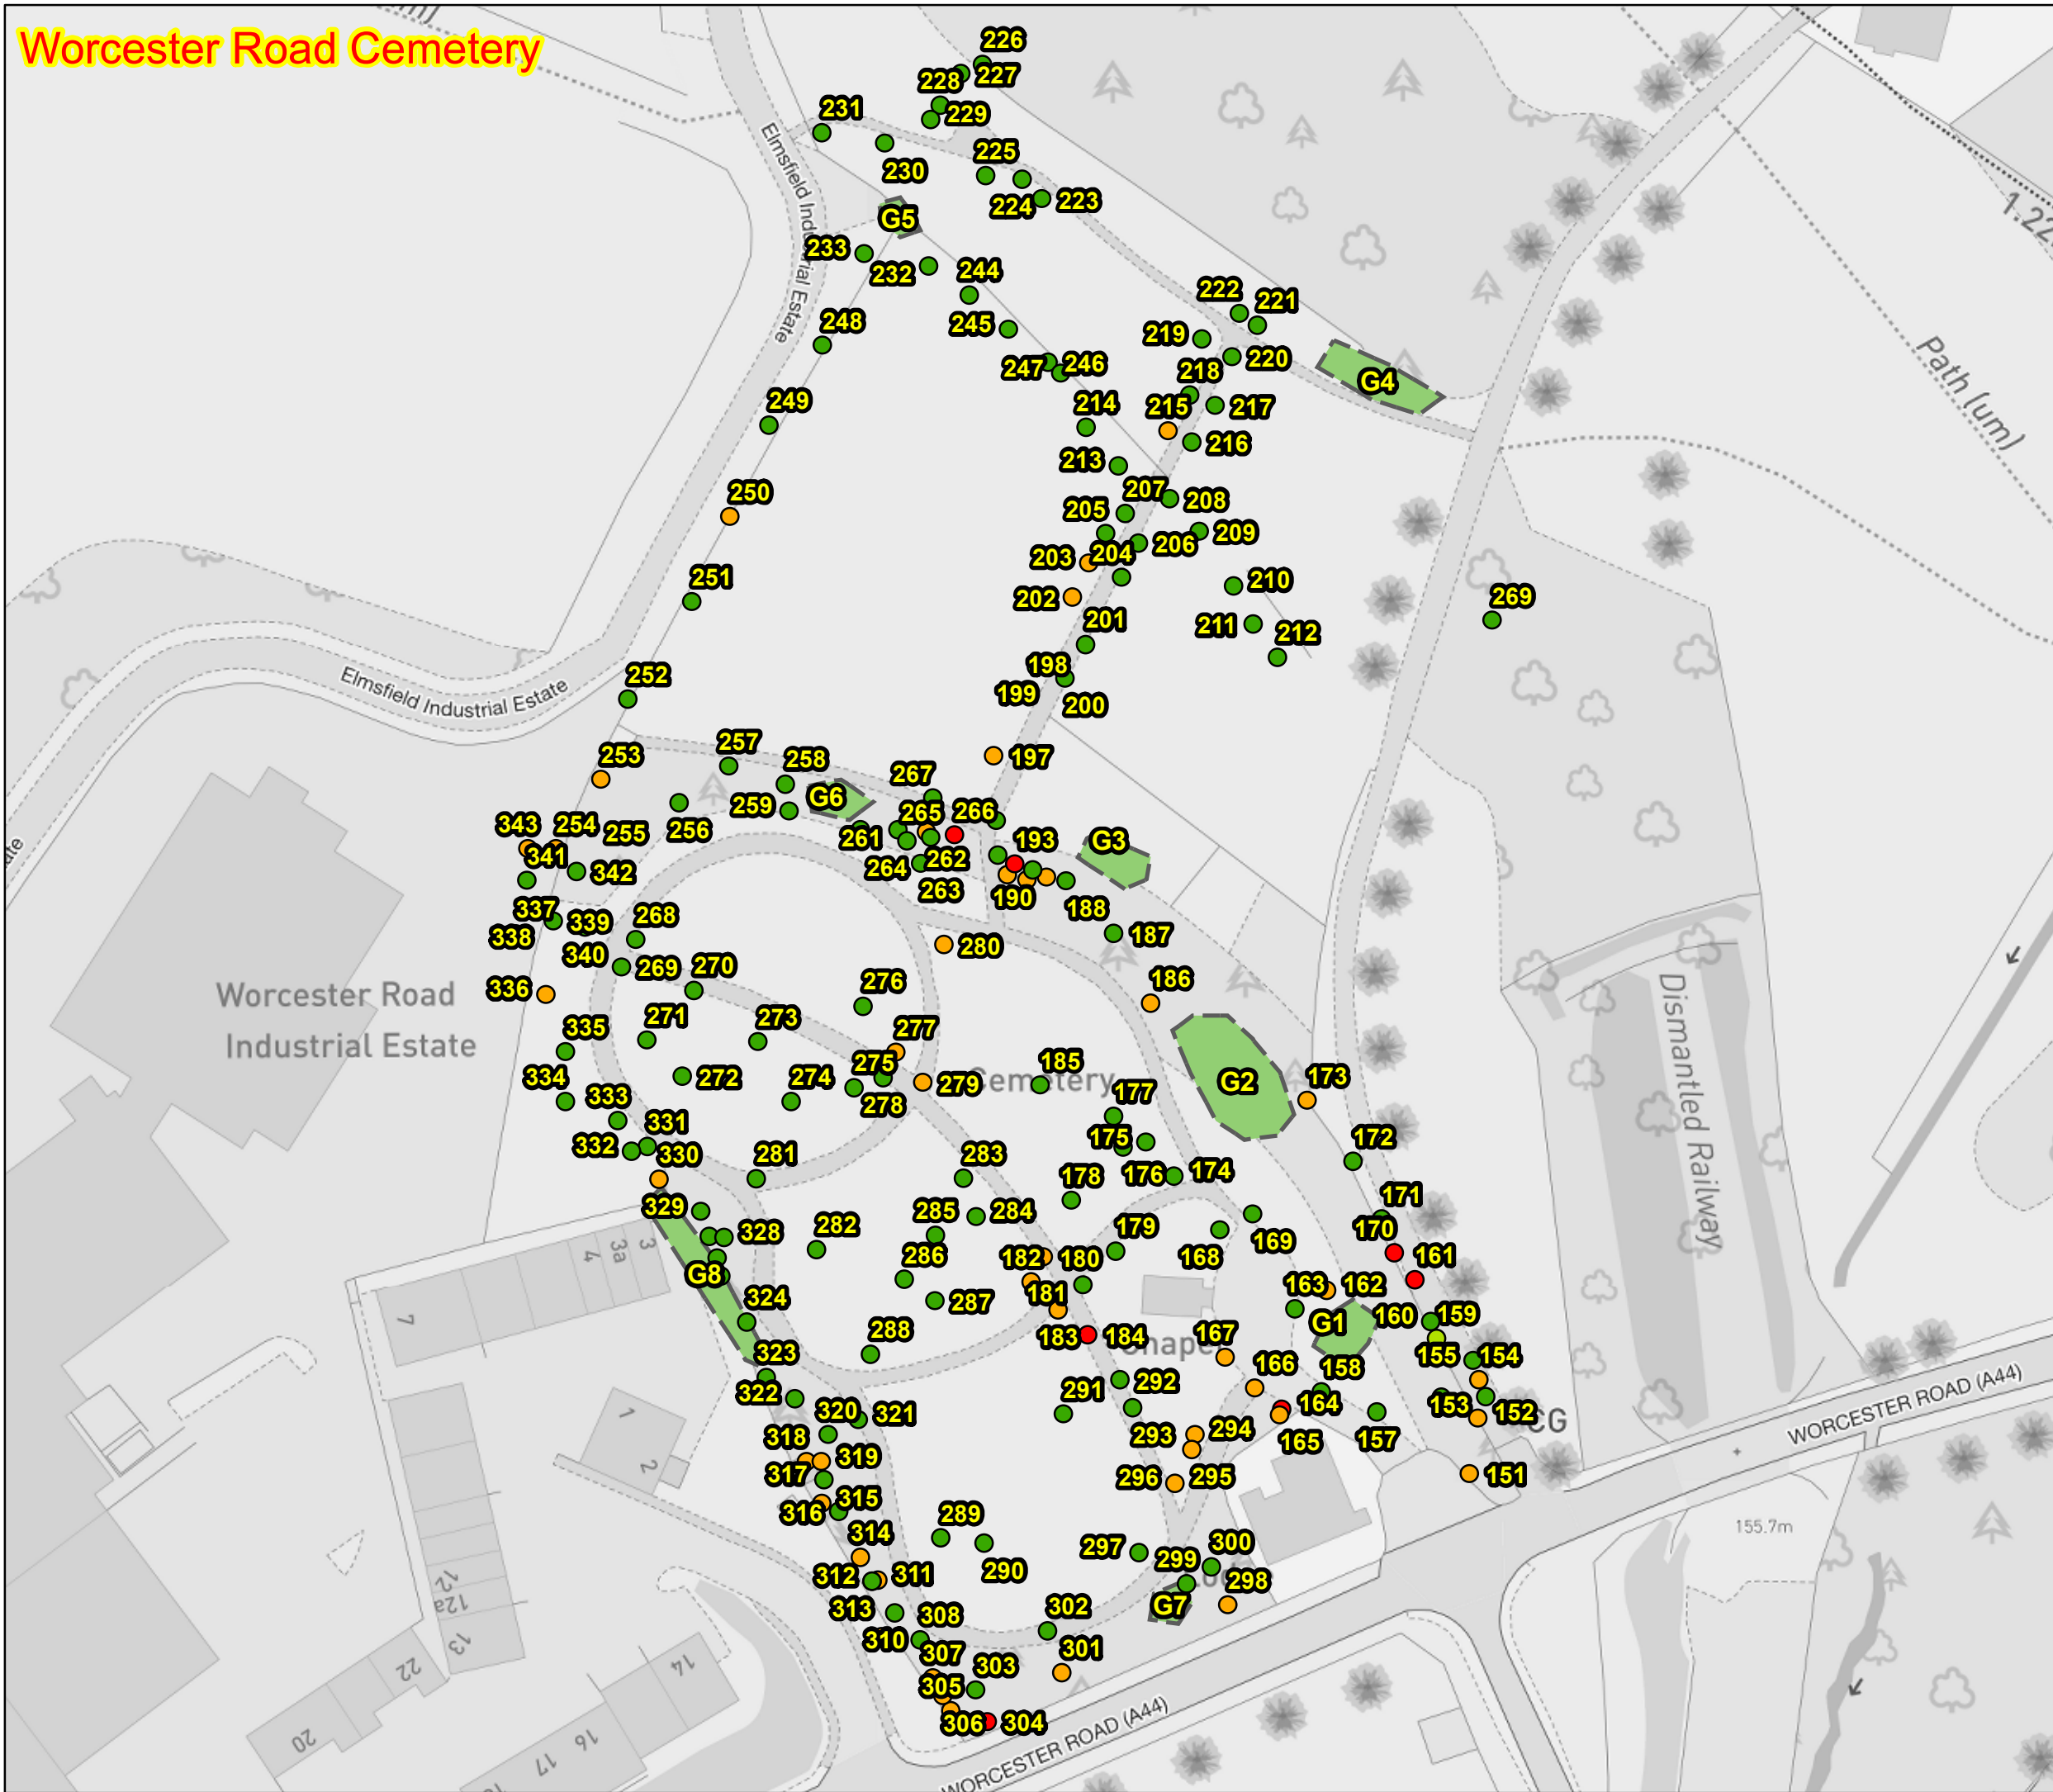 Worcester Road Cemetery
226
228 227
231 229
225
230
224 223
G5
233
232 244
222 221
248 245 219
247 246 218 220
G4
249 214 215 217
216
213
250 207 208
205
203 204 206 209
251 202 210
269
201 211 212
252 198
199 200
253 257 258 197
267
259 G6 265 266
343 254 255 256 261 193 G3
341 342 264 262
263 190 188
337 339 268 187
338 340 269 270 280
336 276 186
335 271 273 277
272 274 275 279 185 G2 173
334 278 177
333 331 175 172
332 330 281 283 178 176 174
329 284 171
328 282 285 179 170
286 182 180 168 169 161
G8 181 163 162
324 287 G1 160 159
288 183 184 167
323 155 154
322 291 292 166 158
320 321 153 152
318 293 294 164
319 165 157
317 296 295 151
316 315
289
314 297 299 300
312 311 290
313 298
308 302 G7
310
307 301
303
305
306 304
Elmsfield Industrial Estate
Elmsfield Industrial Estate
Path (um)
Worcester Road
Industrial Estate
Cemetery
Dismantled Railway
CG
WORCESTER ROAD (A44)
WORCESTER ROAD (A44)
155.7m
7
4
3a
3
1
2
12
12a
13
22
20
14
16
17